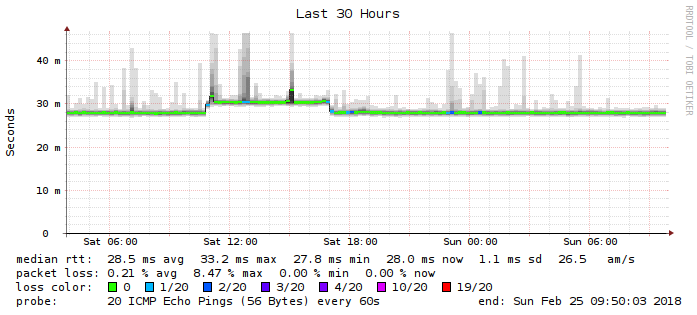 Last 30 Hours
RRDTOOL / TOBI OETIKER
Seconds
40 m
30 m
20 m
10 m
0
Sat 06:00 Sat 12:00 Sat 18:00 Sun 00:00 Sun 06:00
median rtt: 28.5 ms avg 33.2 ms max 27.8 ms min 28.0 ms now 1.1 ms sd 26.5 am/s
packet loss: 0.21 % avg 8.47 % max 0.00 % min 0.00 % now
loss color: 0 1/20 2/20 3/20 4/20 10/20 19/20
probe: 20 ICMP Echo Pings (56 Bytes) every 60s end: Sun Feb 25 09:50:03 2018